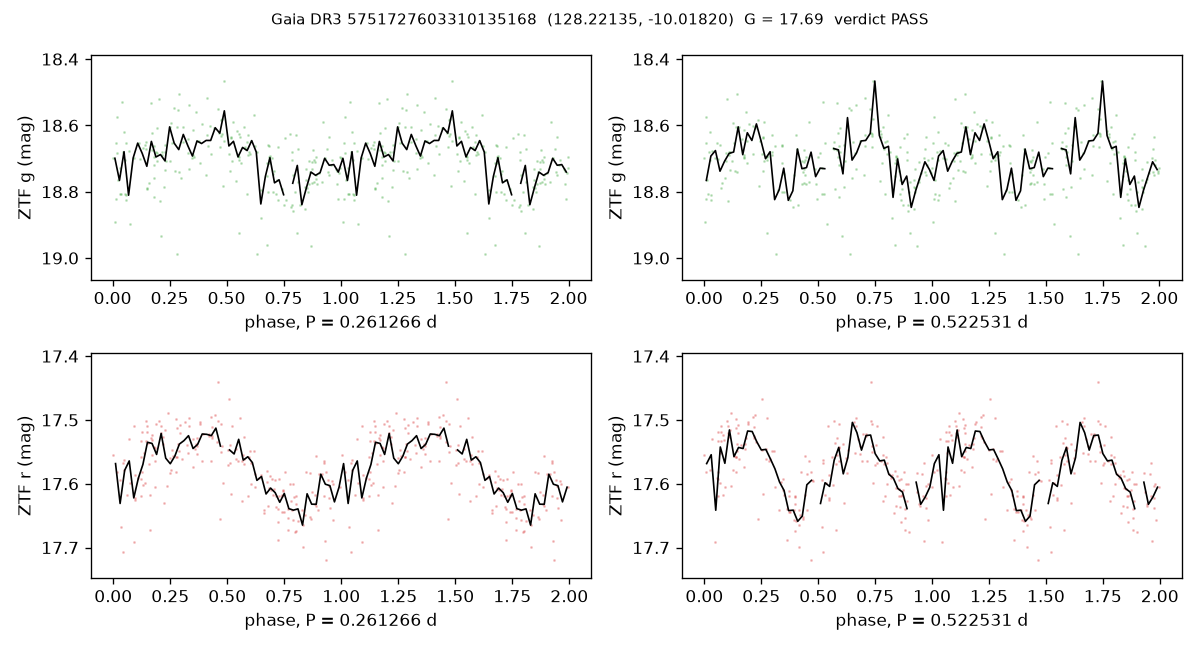 Gaia DR3 5751727603310135168 (128.22135, -10.01820) G = 17.69 verdict PASS
18.4
18.6
18.8
19.0
ZTF g (mag)
0.00 0.25 0.50 0.75 1.00 1.25 1.50 1.75 2.00
phase, P = 0.261266 d
18.4
18.6
18.8
19.0
ZTF g (mag)
0.00 0.25 0.50 0.75 1.00 1.25 1.50 1.75 2.00
phase, P = 0.522531 d
17.4
17.5
17.6
17.7
ZTF r (mag)
0.00 0.25 0.50 0.75 1.00 1.25 1.50 1.75 2.00
phase, P = 0.261266 d
17.4
17.5
17.6
17.7
ZTF r (mag)
0.00 0.25 0.50 0.75 1.00 1.25 1.50 1.75 2.00
phase, P = 0.522531 d